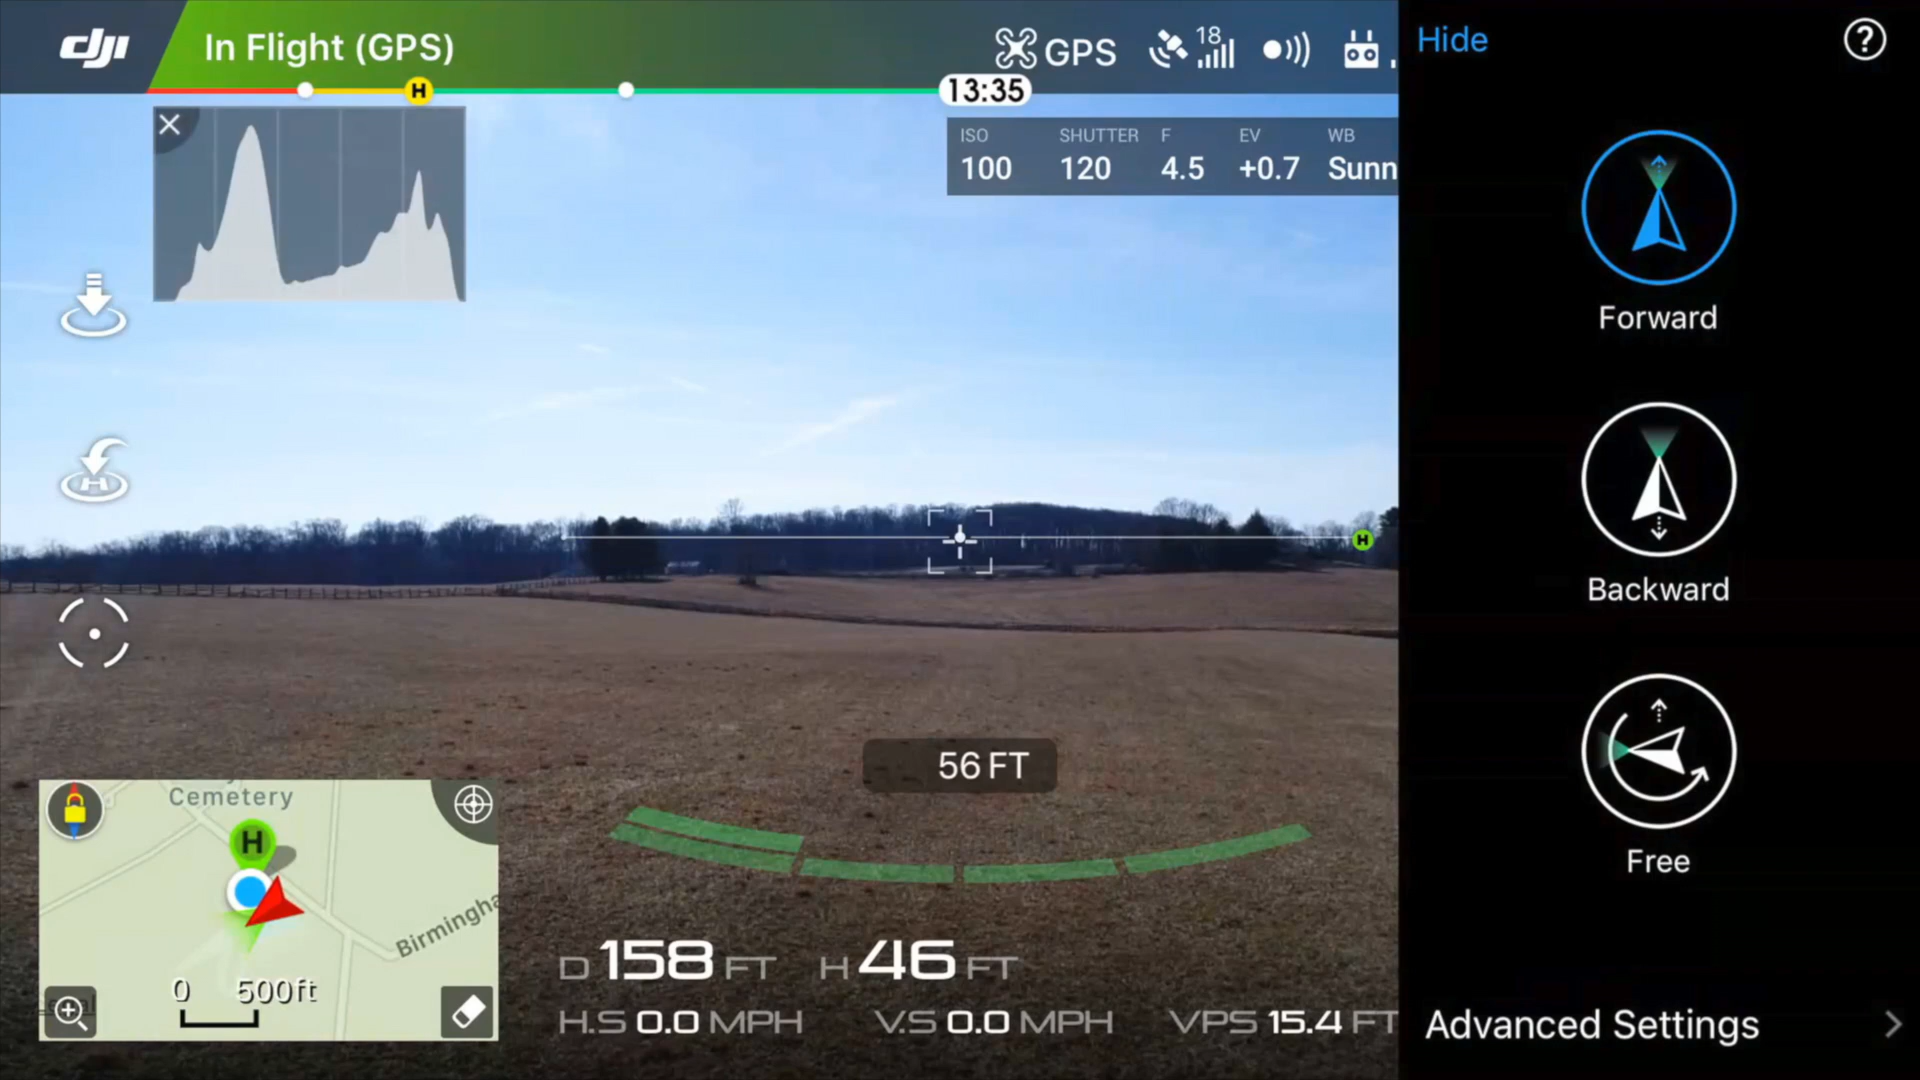 dji In Flight (GPS) GPS 18 Hide ?
H 13:35
ISO SHUTTER F EV WB
100 120 4.5 +0.7 Sunn
Forward
H
Backward
56 FT
Cemetery
H
Free
Birmingha
D 158 FT H 46 FT
0 500ft
H.S 0.0 MPH V.S 0.0 MPH VPS 15.4 FT
Advanced Settings